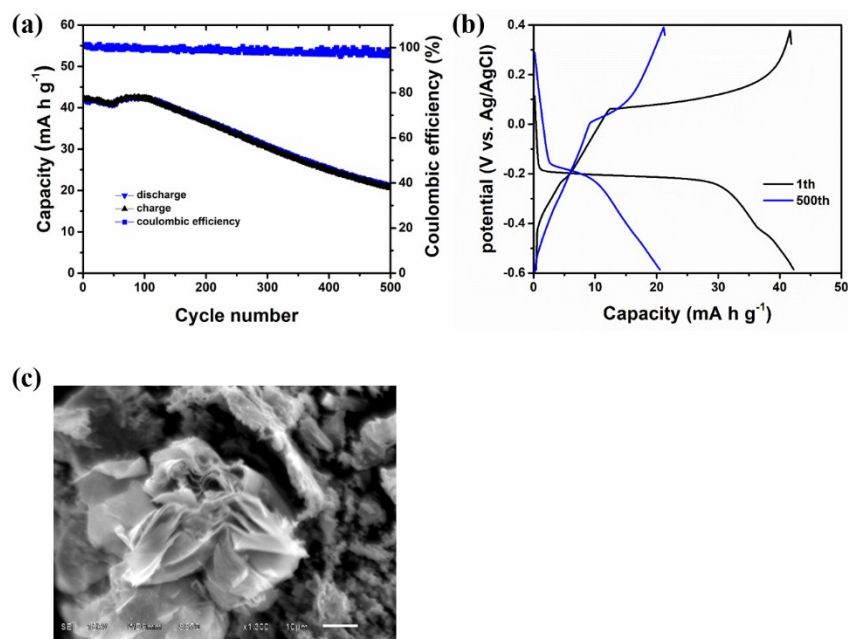 (a)
60
50
40
30
20
10
0
Capacity (mA h g⁻¹)
discharge
charge
coulombic efficiency
100
80
60
40
20
0
Coulombic efficiency (%)
0 100 200 300 400 500
Cycle number
(b)
0.4
0.2
0.0
-0.2
-0.4
-0.6
potential (V vs. Ag/AgCl)
1th
500th
0 10 20 30 40 50
Capacity (mA h g⁻¹)
(c)
×1,300 10µm